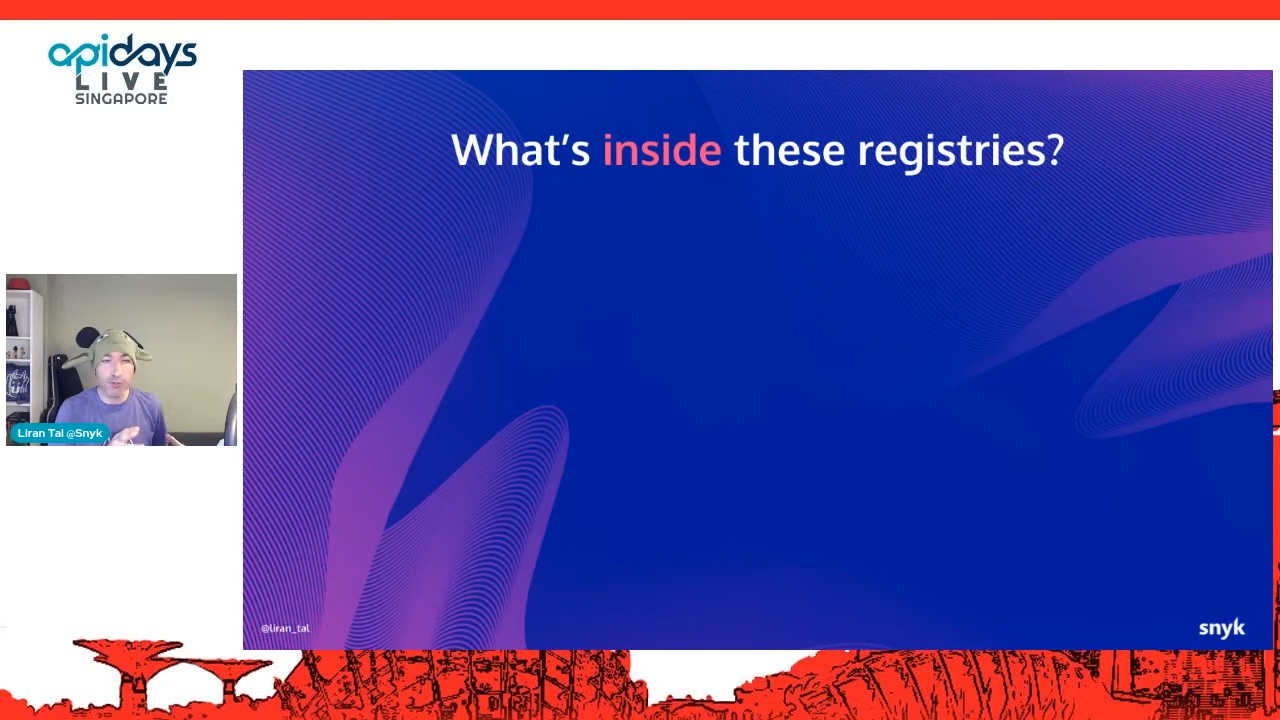 apidays
LIVE
SINGAPORE
What's inside these registries?
Liran Tal @Snyk
@liran_tal
snyk